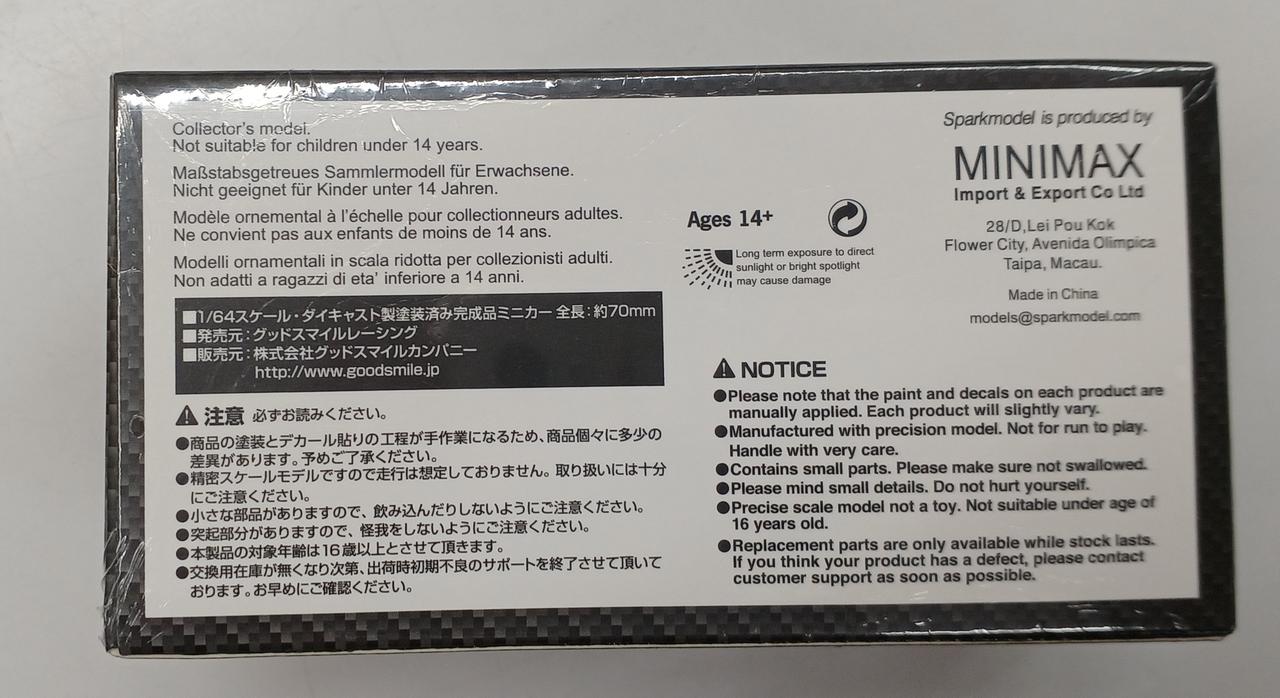 Collector's model.
Not suitable for children under 14 years.
Maßstabsgetreues Sammlermodell für Erwachsene.
Nicht geeignet für Kinder unter 14 Jahren.
Modèle ornemental à l'échelle pour collectionneurs adultes.
Ne convient pas aux enfants de moins de 14 ans.
Modelli ornamentali in scala ridotta per collezionisti adulti.
Non adatti a ragazzi di eta' inferiore a 14 anni.
■1/64スケール・ダイキャスト製塗装済み完成品ミニカー 全長：約70mm
■発売元：グッドスマイルレーシング
■販売元：株式会社グッドスマイルカンパニー
http://www.goodsmile.jp
注意 必ずお読みください。
●商品の塗装とデカール貼りの工程が手作業になるため、商品個々に多少の
差異があります。予めご了承ください。
●精密スケールモデルですので走行は想定しておりません。取り扱いには十分
にご注意ください。
●小さな部品がありますので、飲み込んだりしないようにご注意ください。
●突起部分がありますので、怪我をしないようにご注意ください。
●本製品の対象年齢は16歳以上とさせて頂きます。
●交換用在庫が無くなり次第、出荷時初期不良のサポートを終了させて頂いて
おります。お早めにご確認ください。
Ages 14+
Long term exposure to direct
sunlight or bright spotlight
may cause damage
Sparkmodel is produced by
MINIMAX
Import & Export Co Ltd
28/D,Lei Pou Kok
Flower City, Avenida Olimpica
Taipa, Macau.
Made in China
models@sparkmodel.com
NOTICE
●Please note that the paint and decals on each product are
manually applied. Each product will slightly vary.
●Manufactured with precision model. Not for run to play.
Handle with very care.
●Contains small parts. Please make sure not swallowed.
●Please mind small details. Do not hurt yourself.
●Precise scale model not a toy. Not suitable under age of
16 years old.
●Replacement parts are only available while stock lasts.
If you think your product has a defect, please contact
customer support as soon as possible.